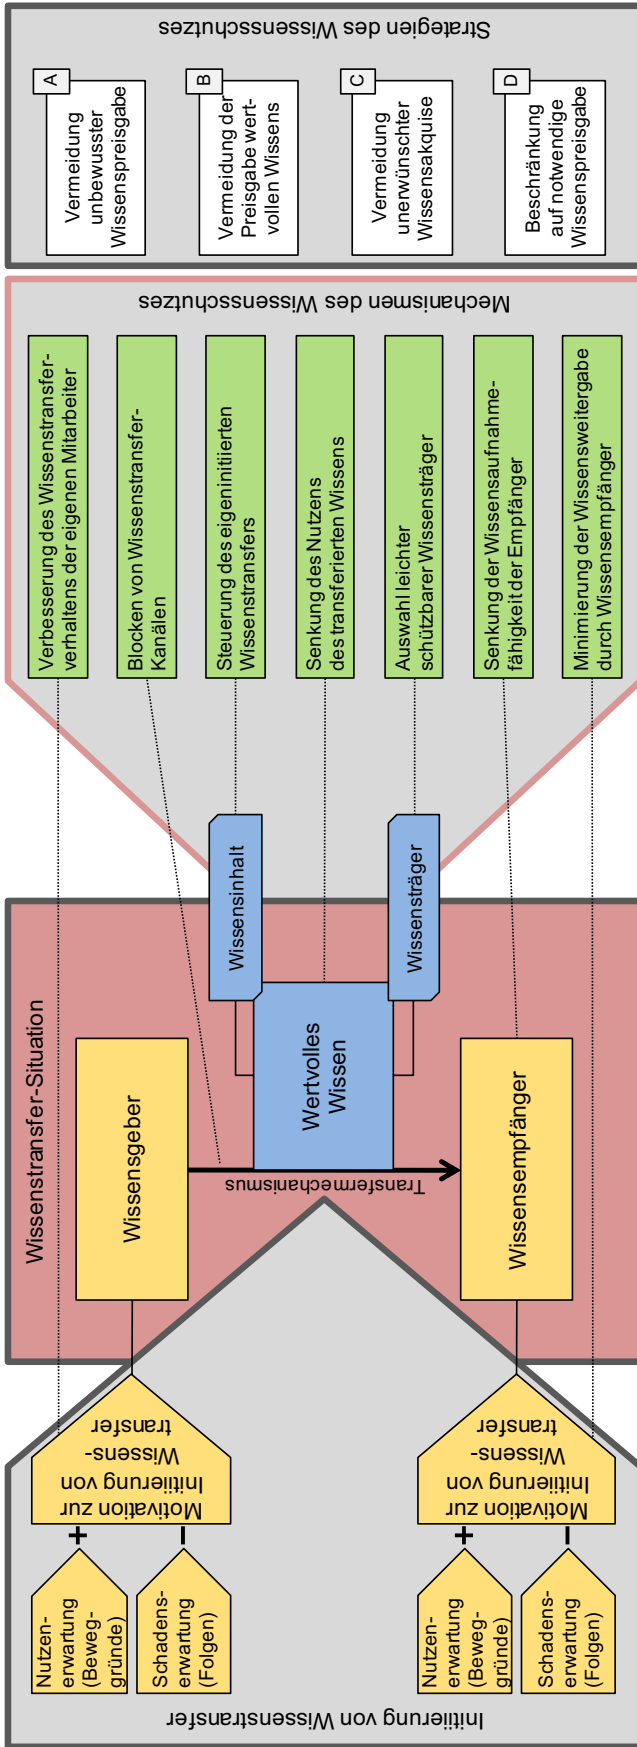 Initiierung von Wissenstransfer
Nutzen-
erwartung
(Beweg-
gründe)
+
Schadens-
erwartung
(Folgen)
–
Motivation zur
Initiierung von
Wissens-
transfer
Nutzen-
erwartung
(Beweg-
gründe)
+
Schadens-
erwartung
(Folgen)
–
Motivation zur
Initiierung von
Wissens-
transfer
Wissenstransfer-Situation
Wissensgeber
Transfermechanismus
Wertvolles
Wissen
Wissensinhalt
Wissensträger
Wissensempfänger
Mechanismen des Wissensschutzes
Verbesserung des Wissenstransfer-
verhaltens der eigenen Mitarbeiter
Blocken von Wissenstransfer-
Kanälen
Steuerung des eigeninitiierten
Wissenstransfers
Senkung des Nutzens
des transferierten Wissens
Auswahl leichter
schützbarer Wissensträger
Senkung der Wissensaufnahme-
fähigkeit der Empfänger
Minimierung der Wissensweitergabe
durch Wissensempfänger
Strategien des Wissensschutzes
A
Vermeidung
unbewusster
Wissenspreisgabe
B
Vermeidung der
Preisgabe wert-
vollen Wissens
C
Vermeidung
unerwünschter
Wissensakquise
D
Beschränkung
auf notwendige
Wissenspreisgabe